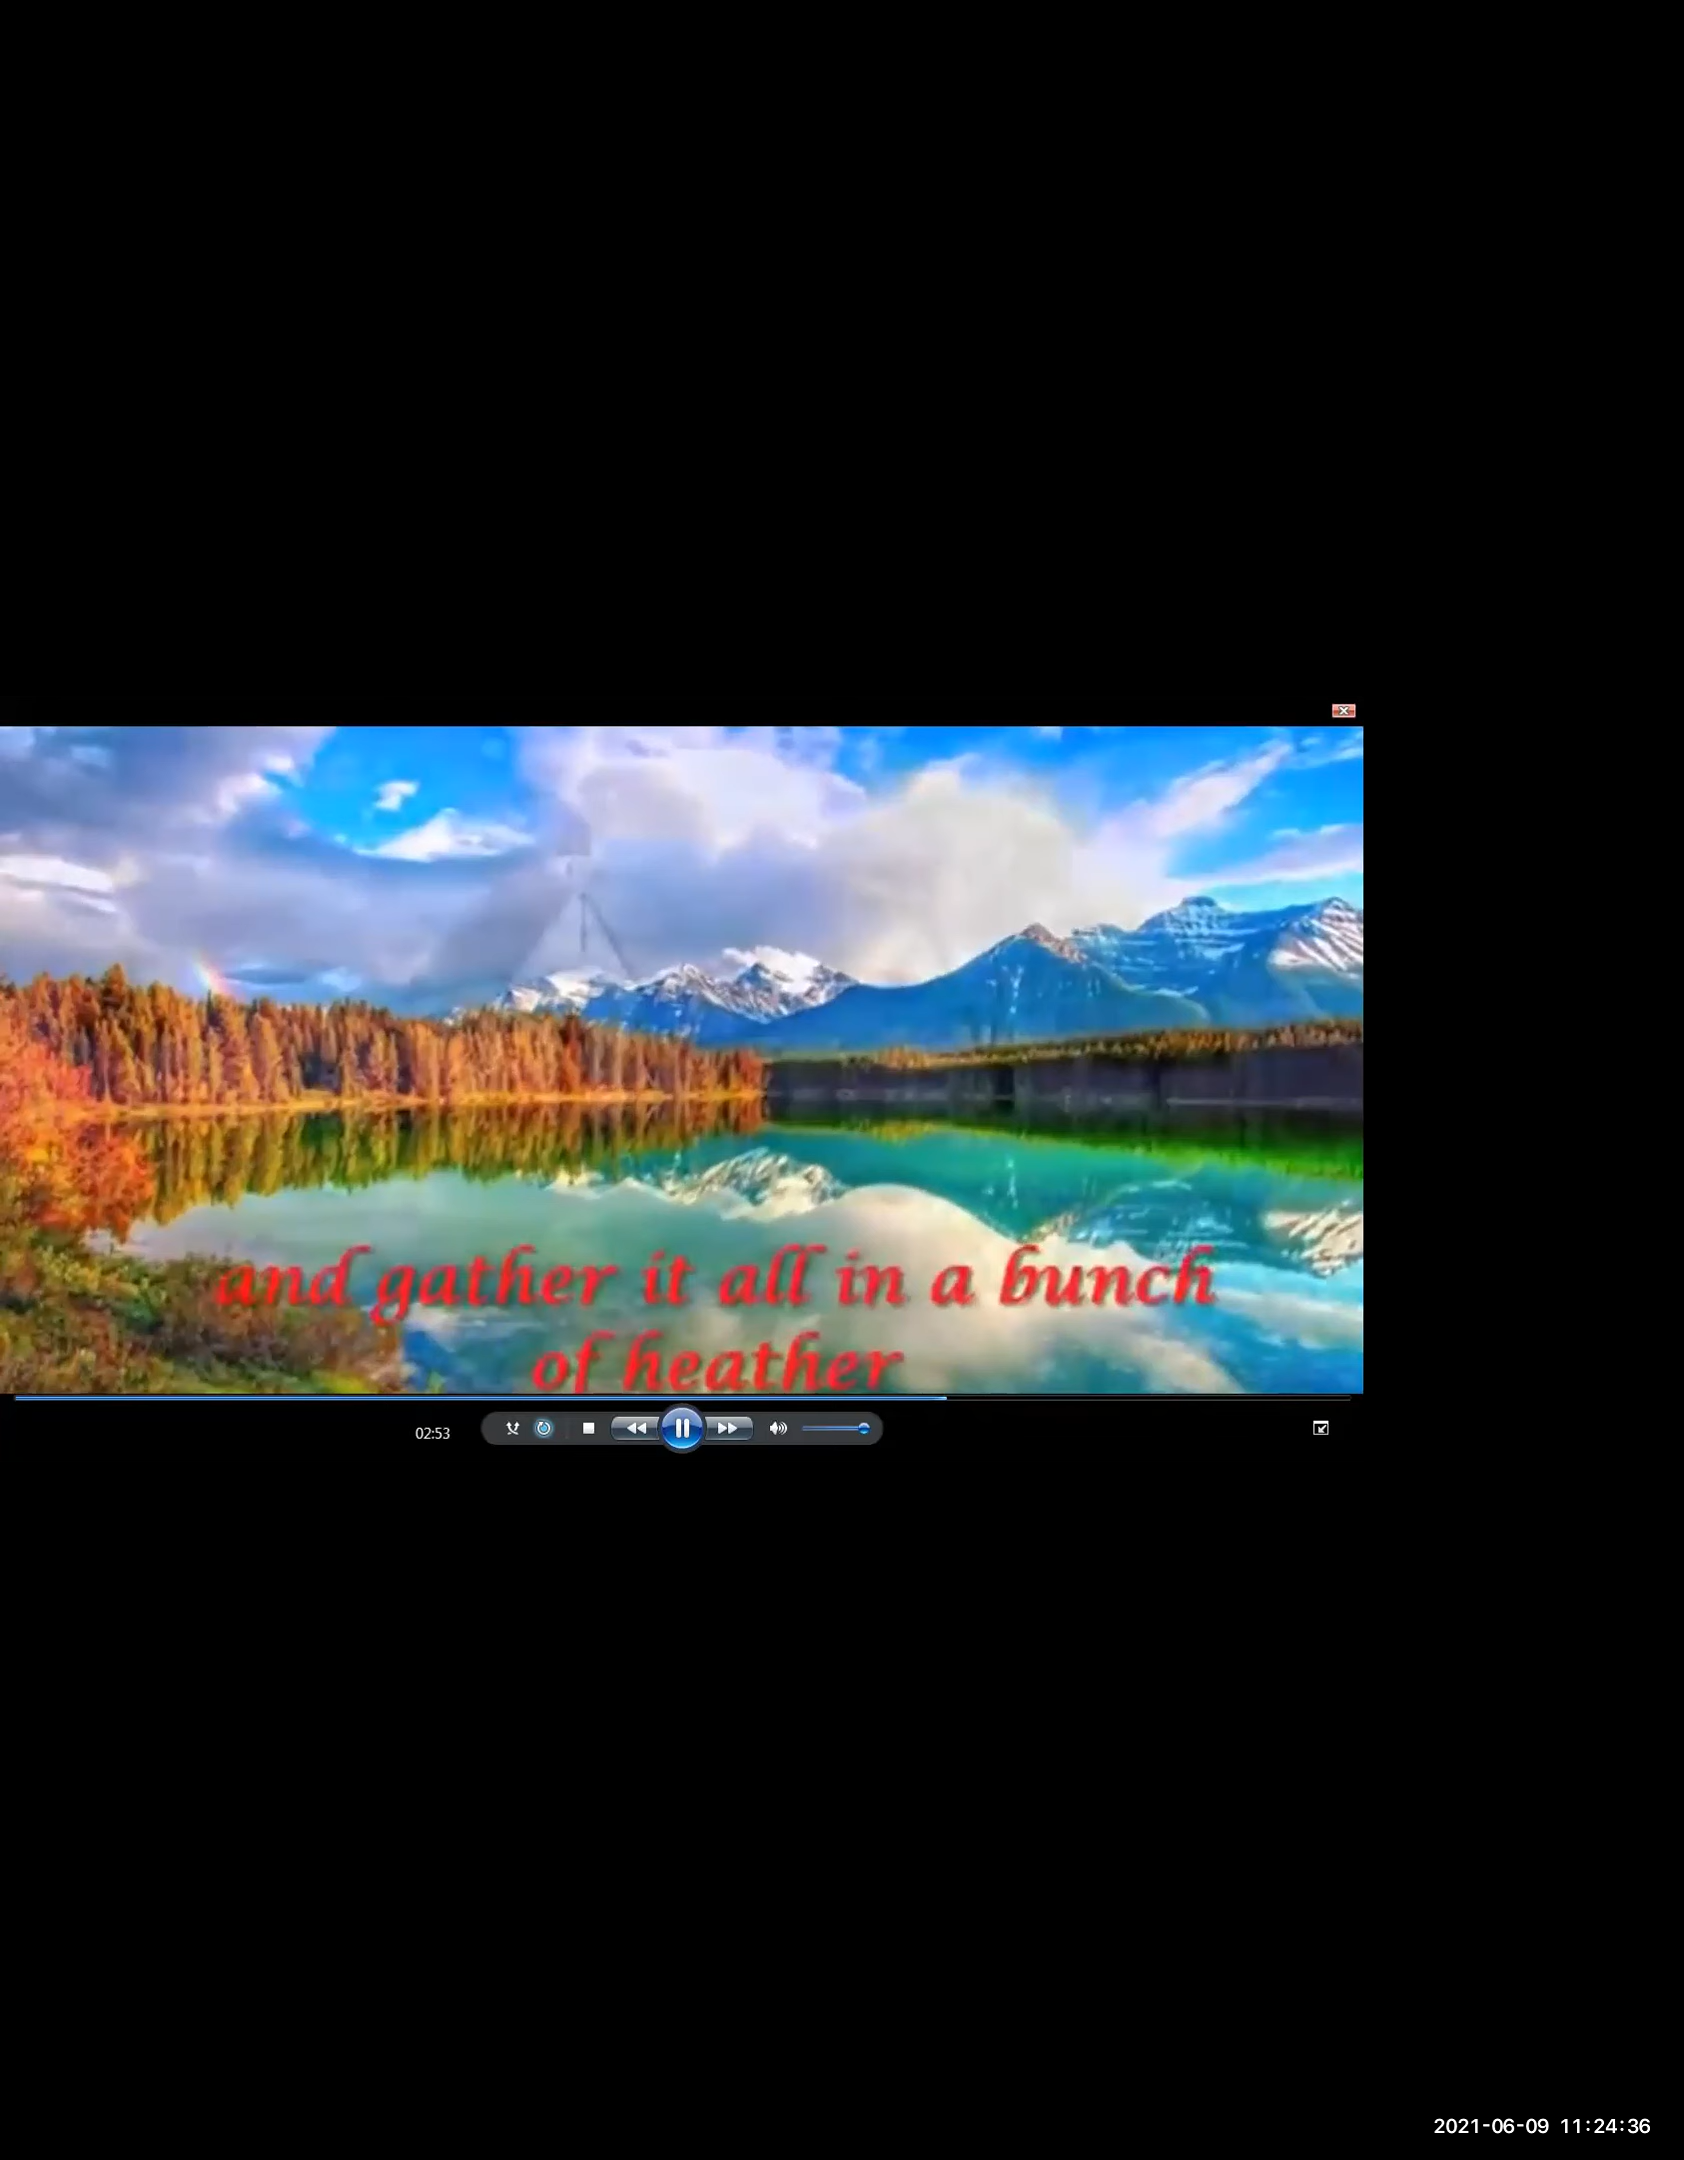 and gather it all in a bunch
of heather
02:53
2021-06-09 11:24:36